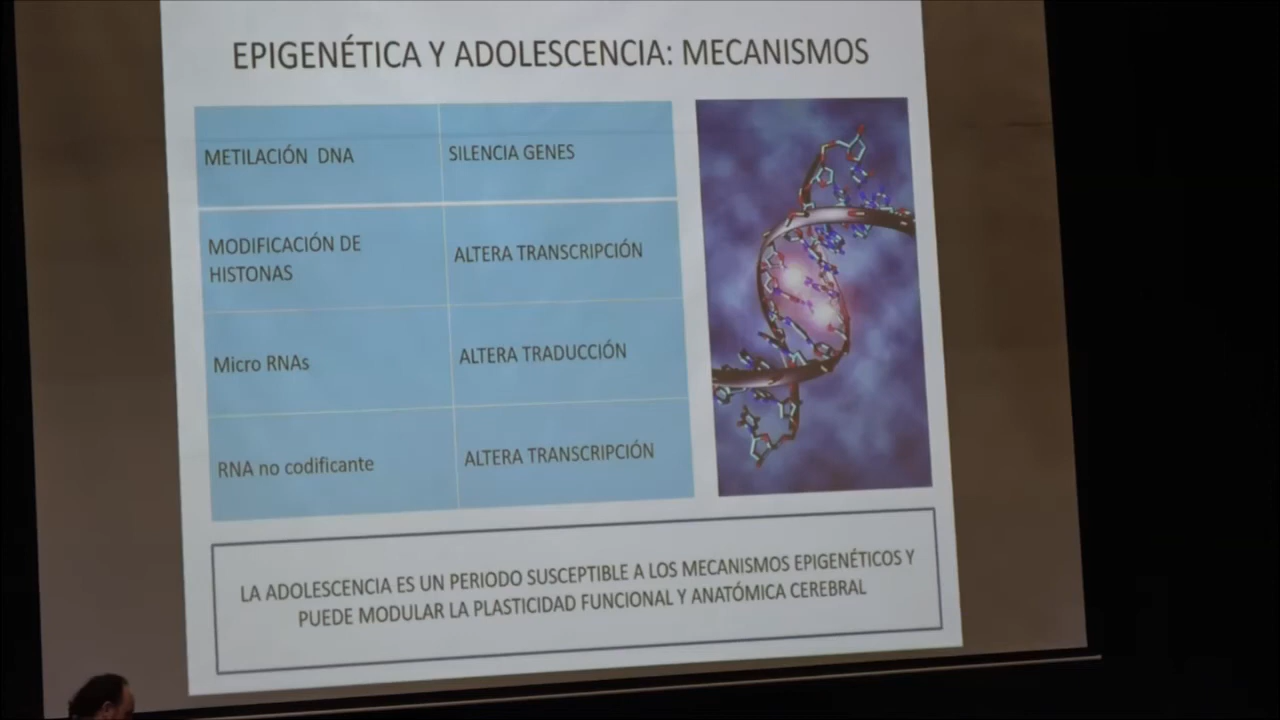 EPIGENÉTICA Y ADOLESCENCIA: MECANISMOS
METILACIÓN DNA
SILENCIA GENES
MODIFICACIÓN DE
HISTONAS
ALTERA TRANSCRIPCIÓN
Micro RNAs
ALTERA TRADUCCIÓN
RNA no codificante
ALTERA TRANSCRIPCIÓN
LA ADOLESCENCIA ES UN PERIODO SUSCEPTIBLE A LOS MECANISMOS EPIGENÉTICOS Y
PUEDE MODULAR LA PLASTICIDAD FUNCIONAL Y ANATÓMICA CEREBRAL